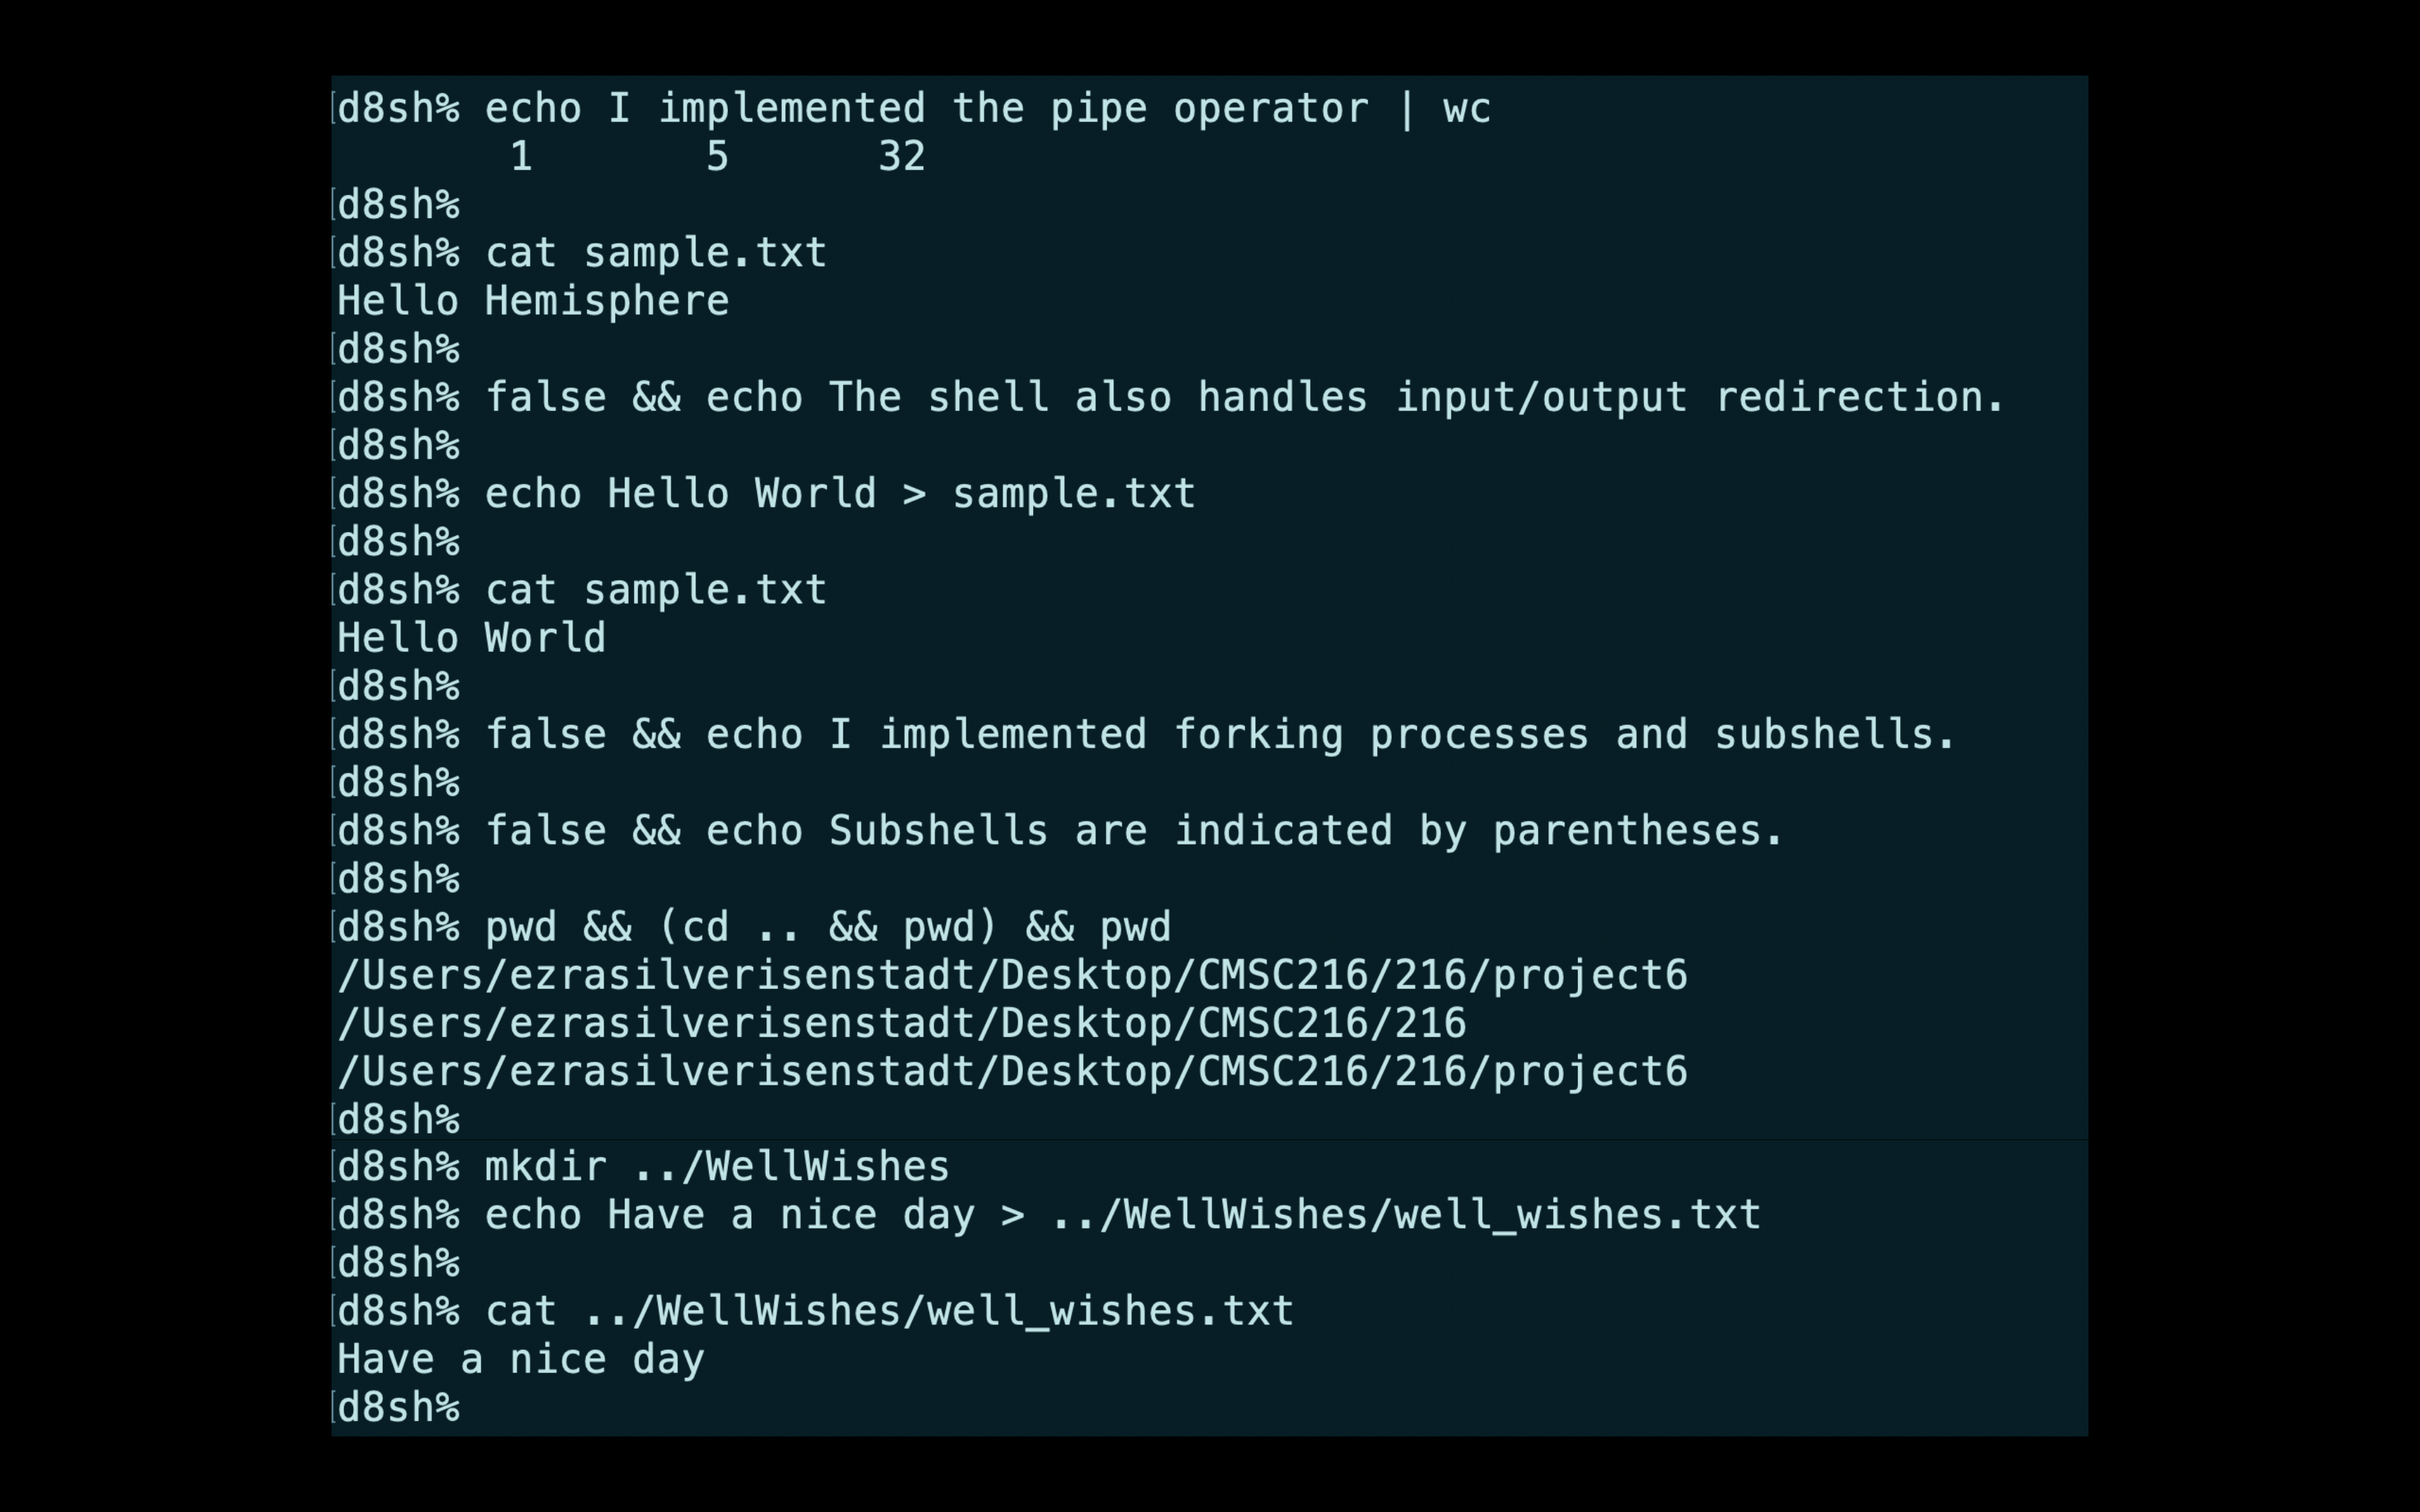 [d8sh% echo I implemented the pipe operator | wc
       1       5      32
[d8sh%
[d8sh% cat sample.txt
Hello Hemisphere
[d8sh%
[d8sh% false && echo The shell also handles input/output redirection.
[d8sh%
[d8sh% echo Hello World > sample.txt
[d8sh%
[d8sh% cat sample.txt
Hello World
[d8sh%
[d8sh% false && echo I implemented forking processes and subshells.
[d8sh%
[d8sh% false && echo Subshells are indicated by parentheses.
[d8sh%
[d8sh% pwd && (cd .. && pwd) && pwd
/Users/ezrasilverisenstadt/Desktop/CMSC216/216/project6
/Users/ezrasilverisenstadt/Desktop/CMSC216/216
/Users/ezrasilverisenstadt/Desktop/CMSC216/216/project6
[d8sh%
[d8sh% mkdir ../WellWishes
[d8sh% echo Have a nice day > ../WellWishes/well_wishes.txt
[d8sh%
[d8sh% cat ../WellWishes/well_wishes.txt
Have a nice day
[d8sh%